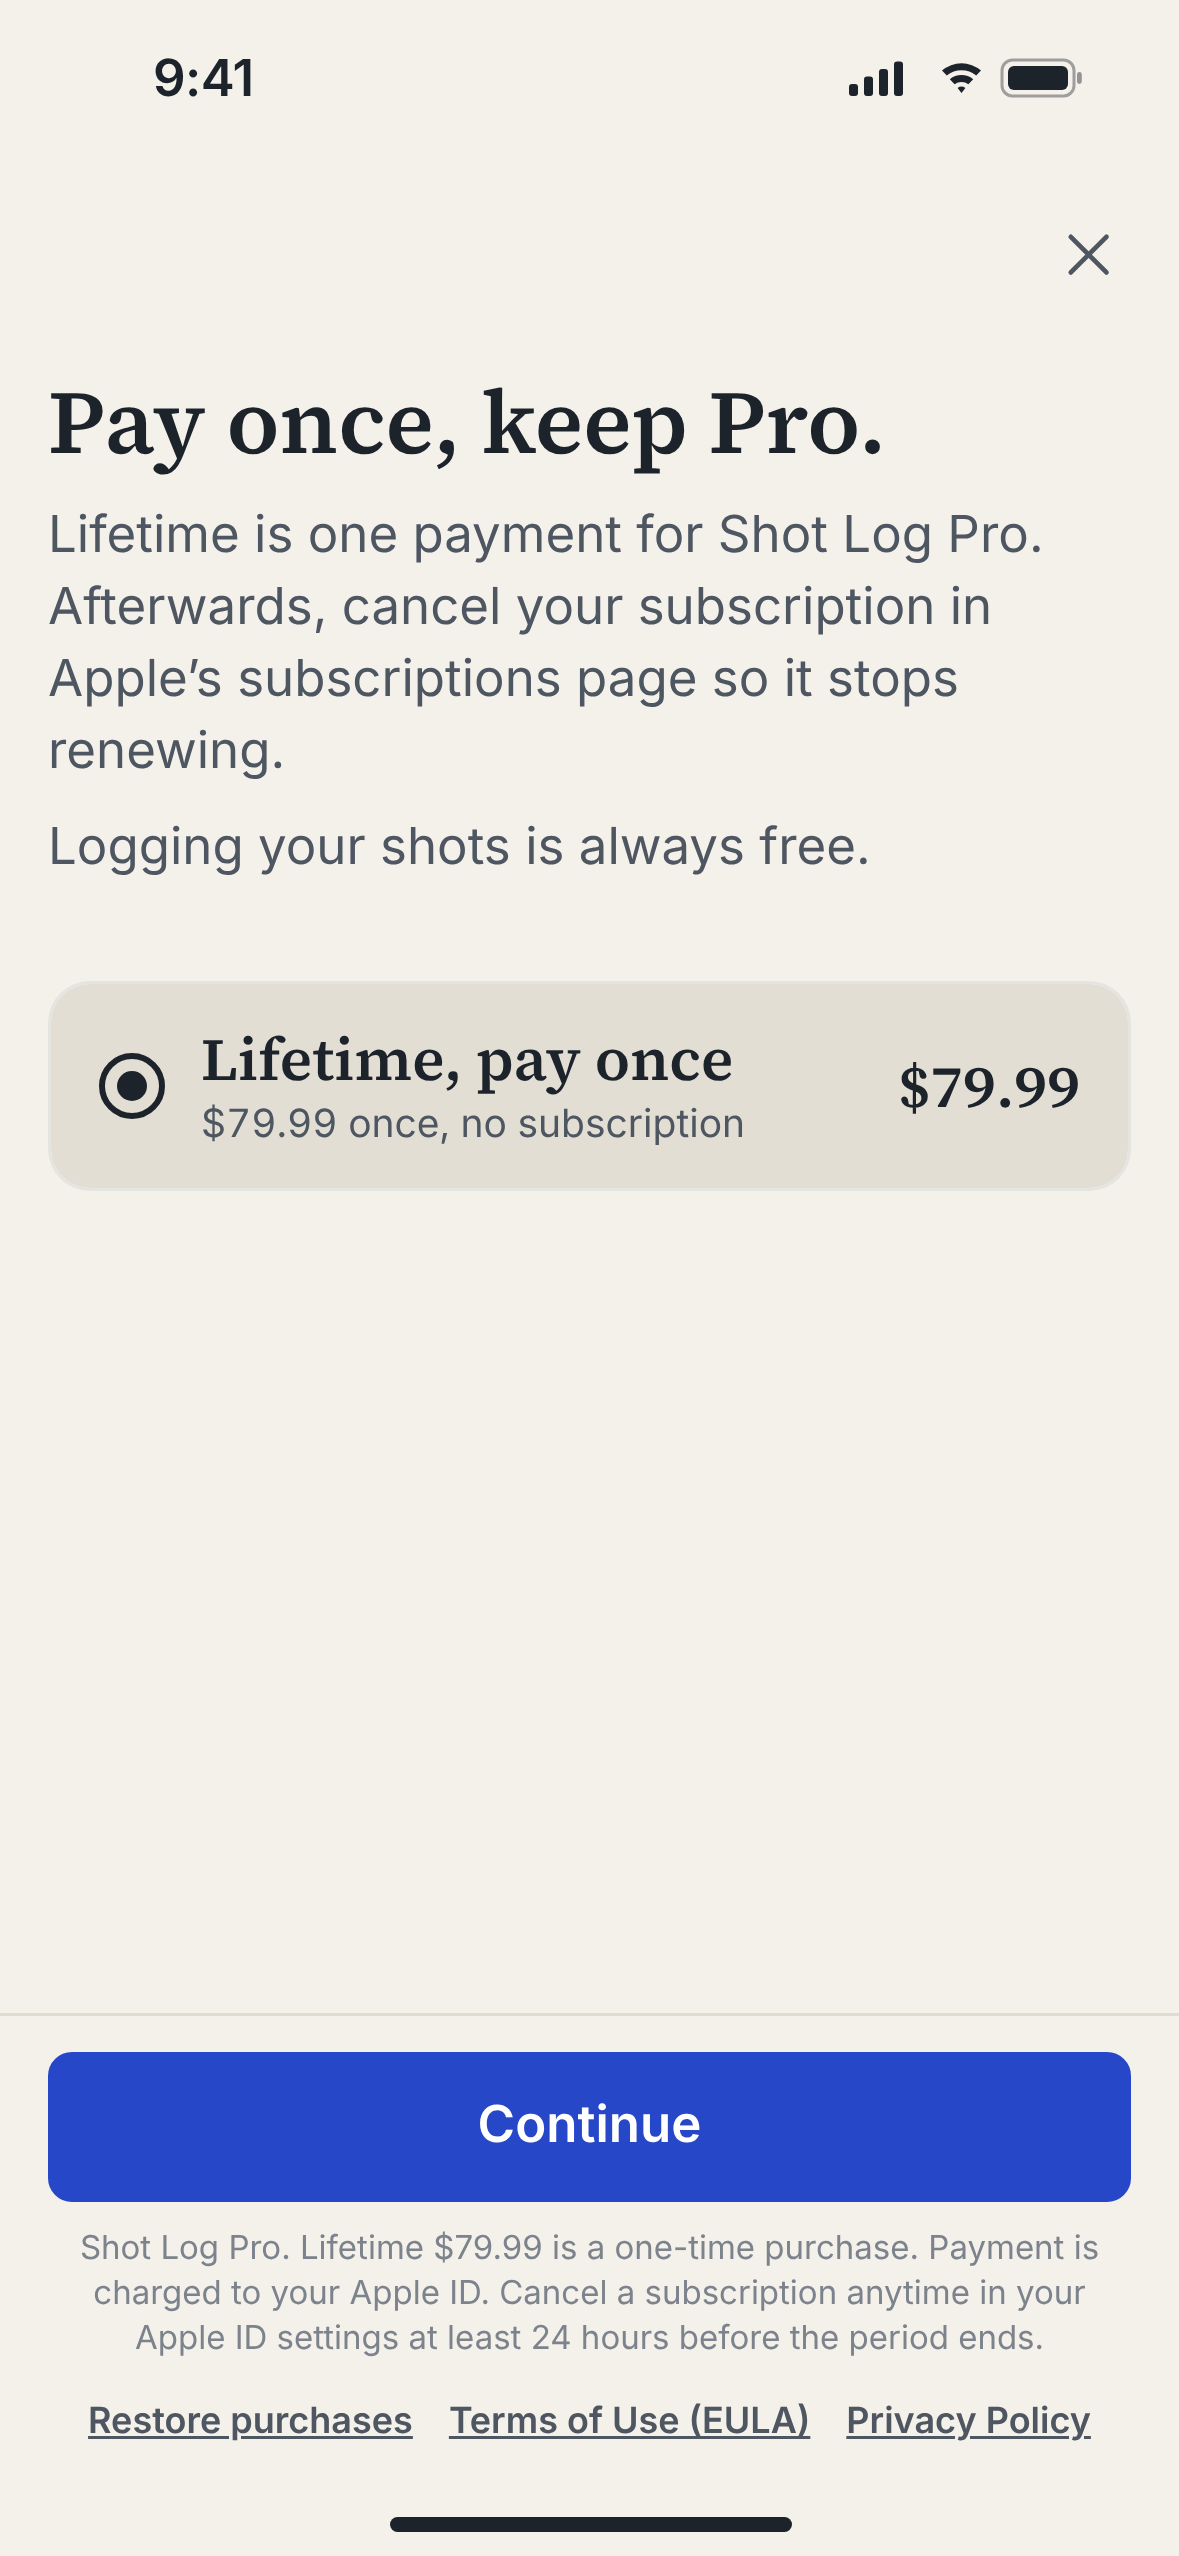 9:41
Pay once, keep Pro.
Lifetime is one payment for Shot Log Pro.
Afterwards, cancel your subscription in
Apple’s subscriptions page so it stops
renewing.
Logging your shots is always free.
Lifetime, pay once
$79.99 once, no subscription
$79.99
Continue
Shot Log Pro. Lifetime $79.99 is a one-time purchase. Payment is
charged to your Apple ID. Cancel a subscription anytime in your
Apple ID settings at least 24 hours before the period ends.
Restore purchases Terms of Use (EULA) Privacy Policy